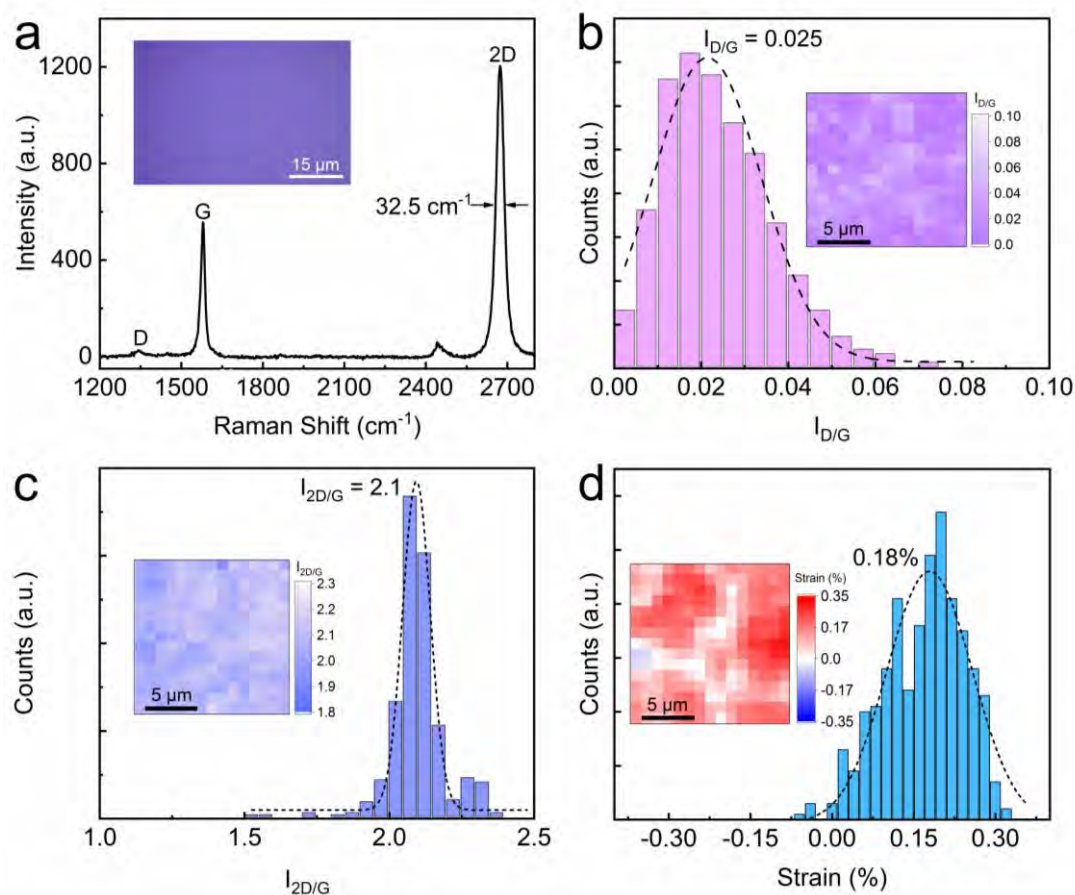 a
1200
800
400
0
Intensity (a.u.)
15 µm
D
G
2D
32.5 cm⁻¹
1200 1500 1800 2100 2400 2700
Raman Shift (cm⁻¹)
b
I_D/G = 0.025
Counts (a.u.)
5 µm
I_D/G
0.10
0.08
0.06
0.04
0.02
0.0
0.00 0.02 0.04 0.06 0.08 0.10
I_D/G
c
I_2D/G = 2.1
Counts (a.u.)
5 µm
I_2D/G
2.3
2.2
2.1
2.0
1.9
1.8
1.0 1.5 2.0 2.5
I_2D/G
d
0.18%
Counts (a.u.)
5 µm
Strain (%)
0.35
0.17
0.0
-0.17
-0.35
-0.30 -0.15 0.00 0.15 0.30
Strain (%)